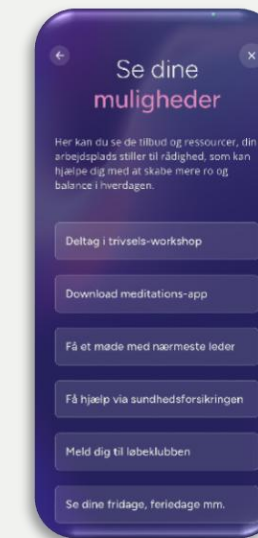 Se dine
muligheder
Her kan du se de tilbud og ressourcer, din
arbejdsplads stiller til rådighed, som kan
hjælpe dig med at skabe mere ro og
balance i hverdagen.
Deltag i trivsels-workshop
Download meditations-app
Få et møde med nærmeste leder
Få hjælp via sundhedsforsikringen
Meld dig til løbeklubben
Se dine fridage, feriedage mm.